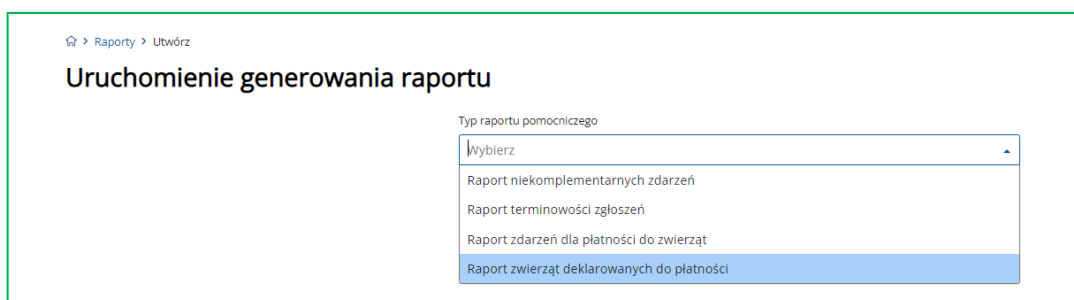 Raporty > Utwórz
Uruchomienie generowania raportu
Typ raportu pomocniczego
Wybierz
Raport niekomplementarnych zdarzeń
Raport terminowości zgłoszeń
Raport zdarzeń dla płatności do zwierząt
Raport zwierząt deklarowanych do płatności